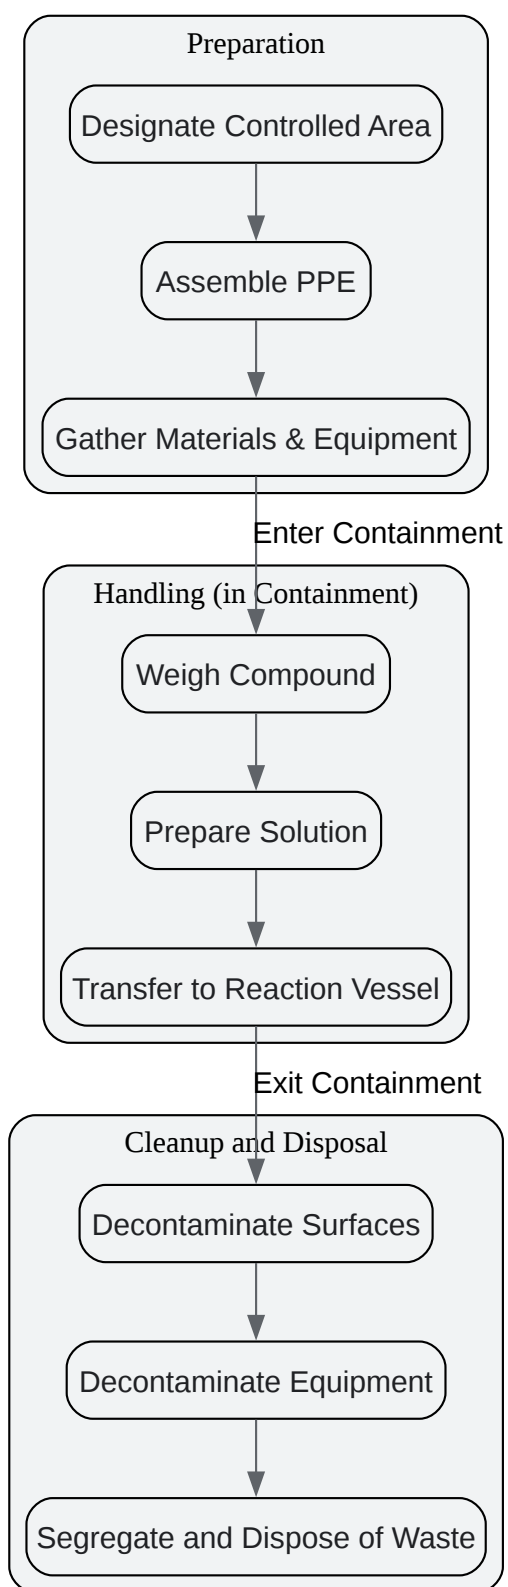 Preparation
Designate Controlled Area
Assemble PPE
Gather Materials & Equipment
Enter Containment
Handling (in Containment)
Weigh Compound
Prepare Solution
Transfer to Reaction Vessel
Exit Containment
Cleanup and Disposal
Decontaminate Surfaces
Decontaminate Equipment
Segregate and Dispose of Waste